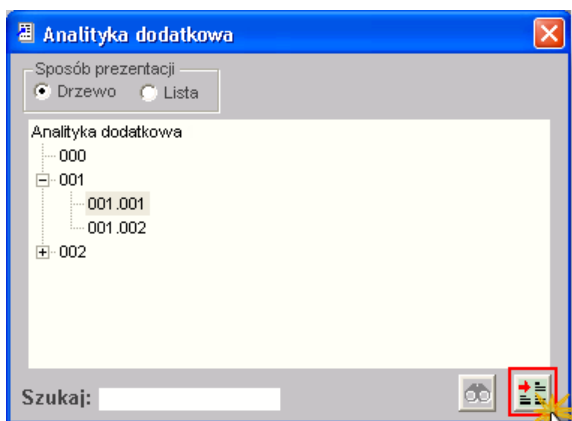 Analityka dodatkowa
Sposób prezentacji
Drzewo Lista
Analityka dodatkowa
000
001
001.001
001.002
002
Szukaj: